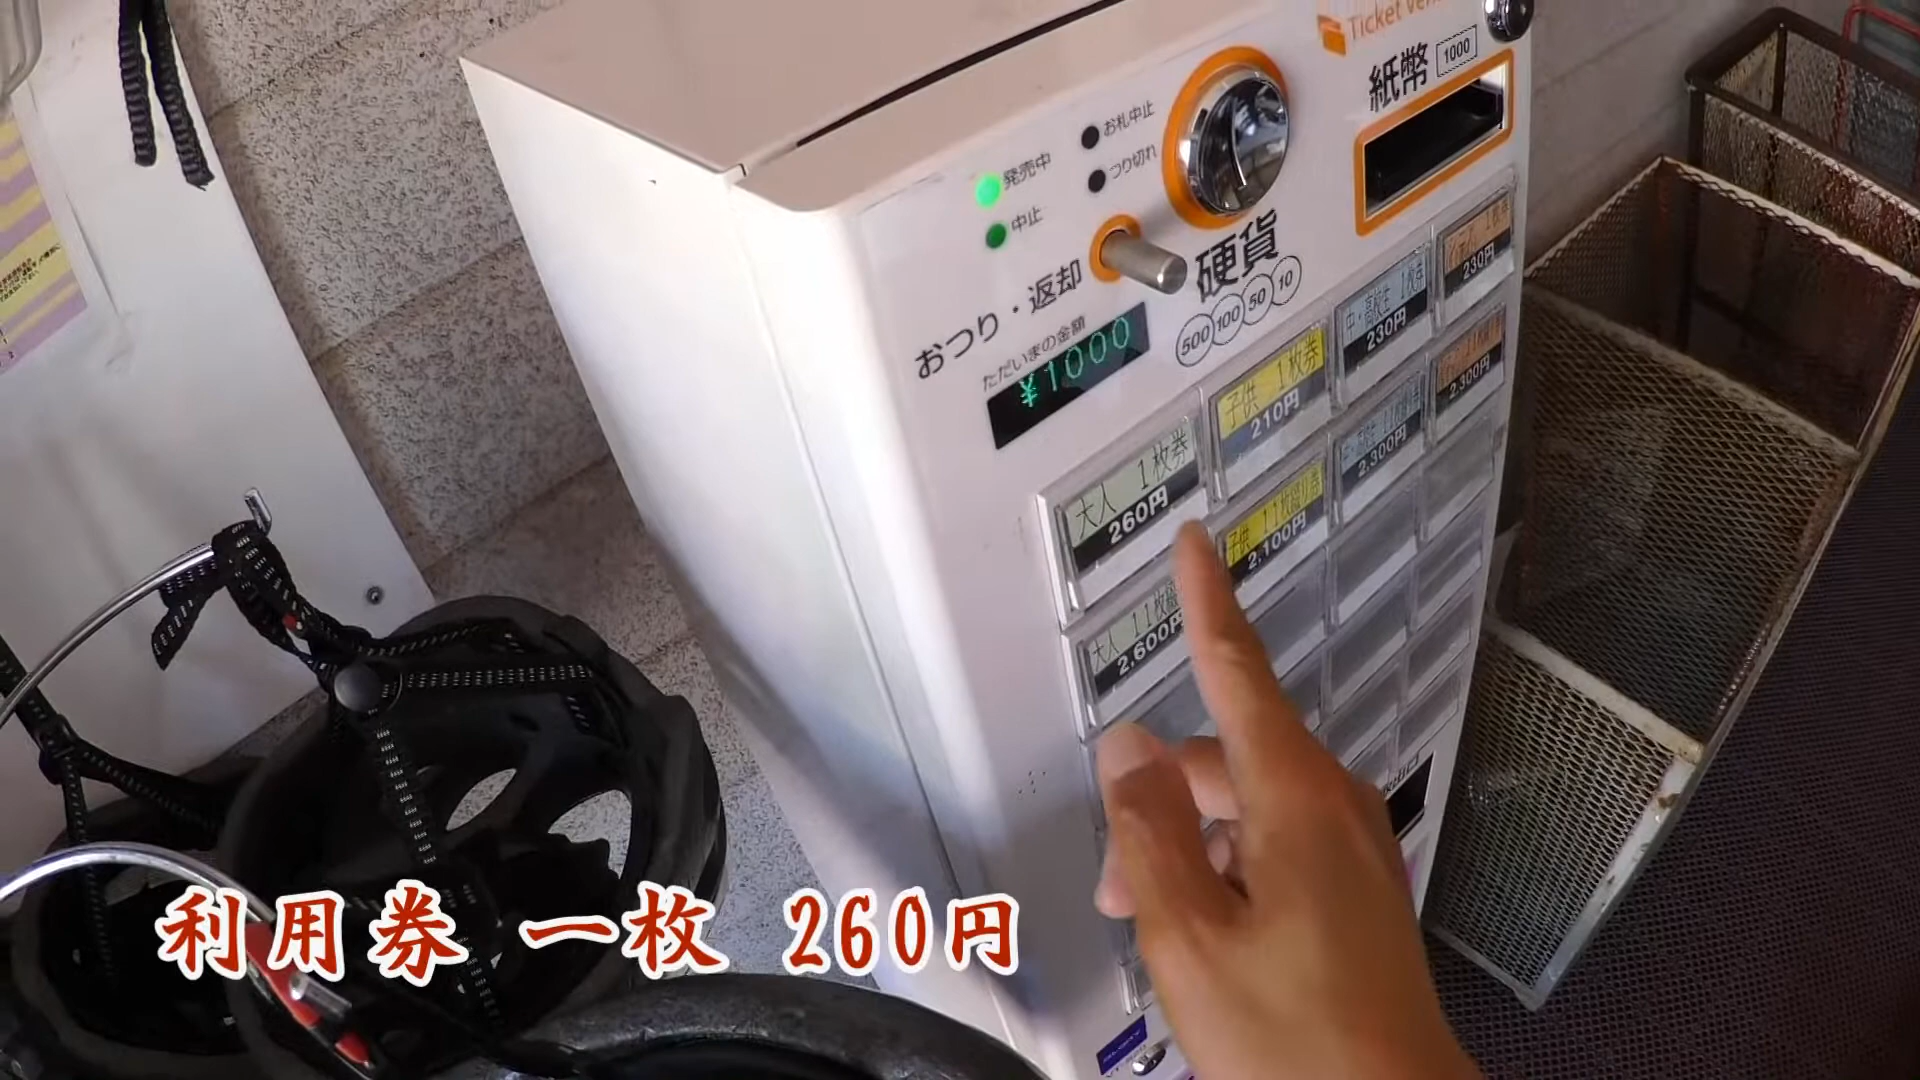 紙幣 1000
お札中止
つり切れ
発売中
中止
おつり・返却
硬貨
500 100 50 10
ただいまの金額
¥1000
大人 1枚券
260円
子供 1枚券
210円
中・高校生 1枚券
230円
1枚券
230円
大人 11枚綴
2,600円
子供 11枚綴り券
2,100円
2,300円
2,300円
利用券 一枚 260円